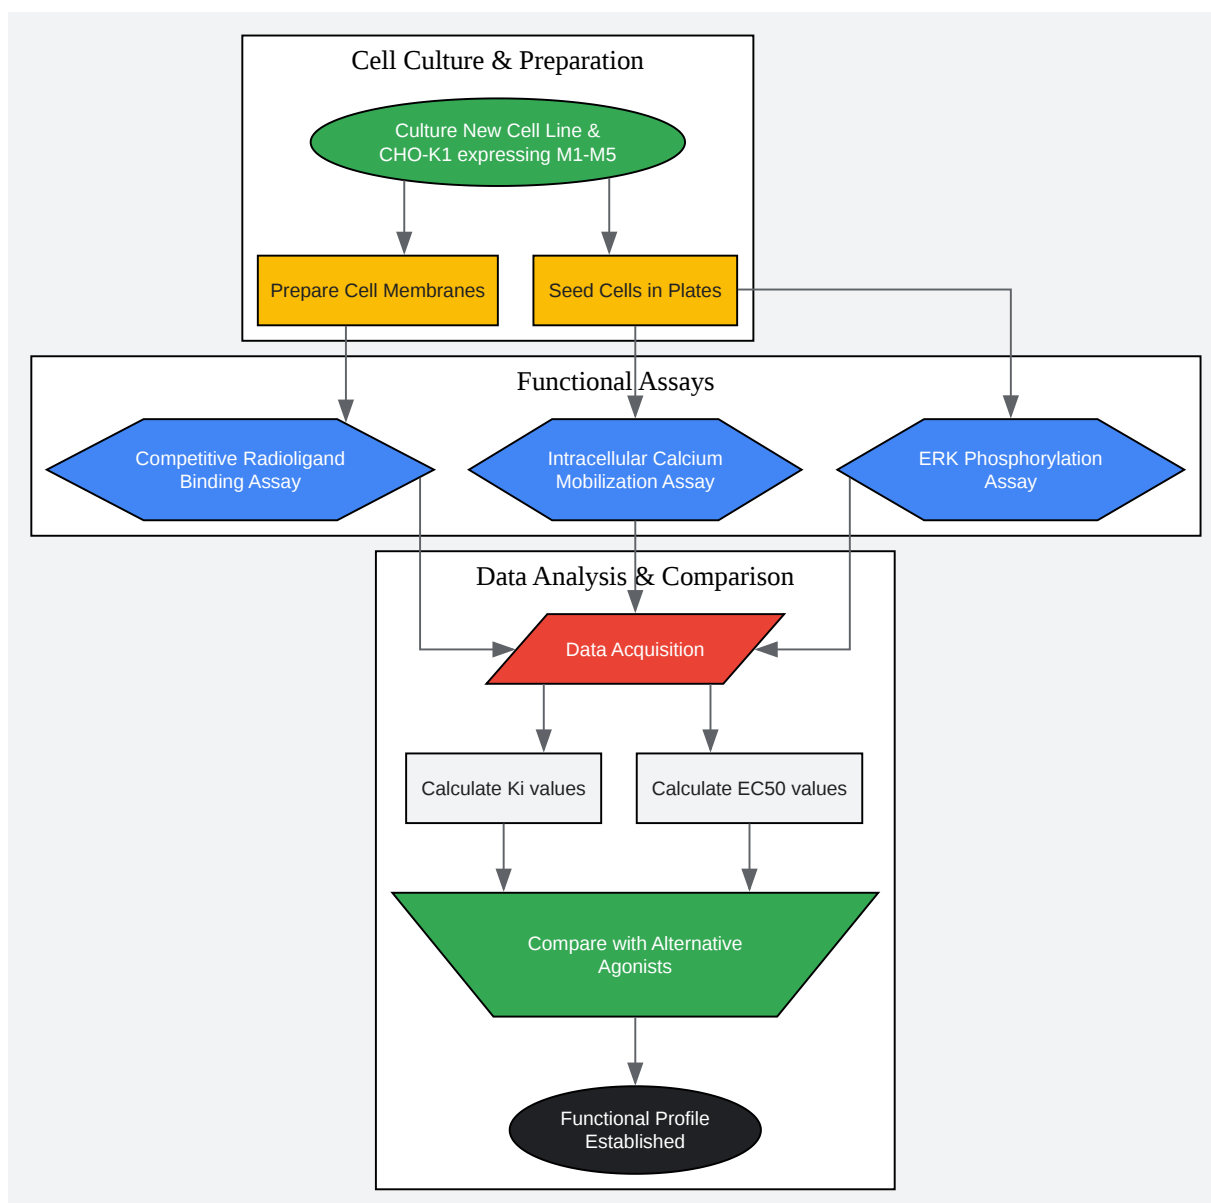 Cell Culture & Preparation
Culture New Cell Line &
CHO-K1 expressing M1-M5
Prepare Cell Membranes
Seed Cells in Plates
Functional Assays
Competitive Radioligand
Binding Assay
Intracellular Calcium
Mobilization Assay
ERK Phosphorylation
Assay
Data Analysis & Comparison
Data Acquisition
Calculate Ki values
Calculate EC50 values
Compare with Alternative
Agonists
Functional Profile
Established